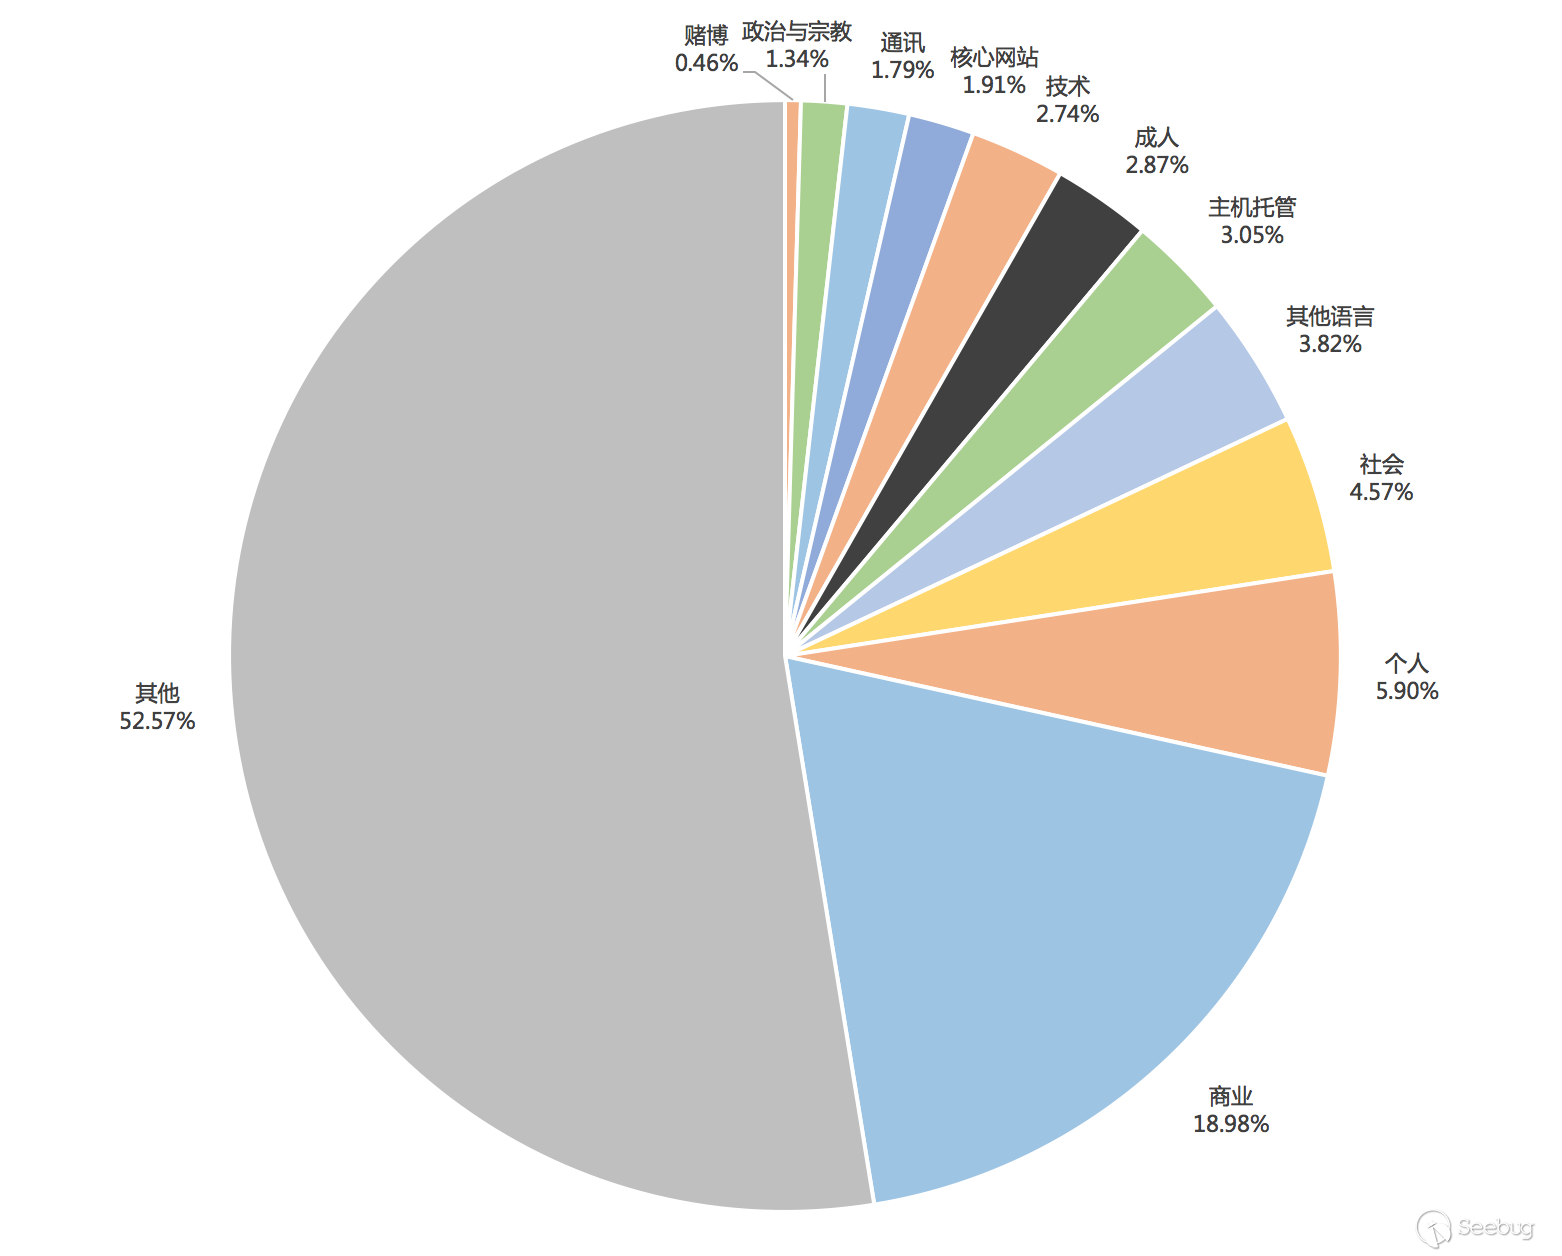 赌博
0.46%
政治与宗教
1.34%
通讯
1.79%
核心网站
1.91%
技术
2.74%
成人
2.87%
主机托管
3.05%
其他语言
3.82%
社会
4.57%
个人
5.90%
商业
18.98%
其他
52.57%
Seebug